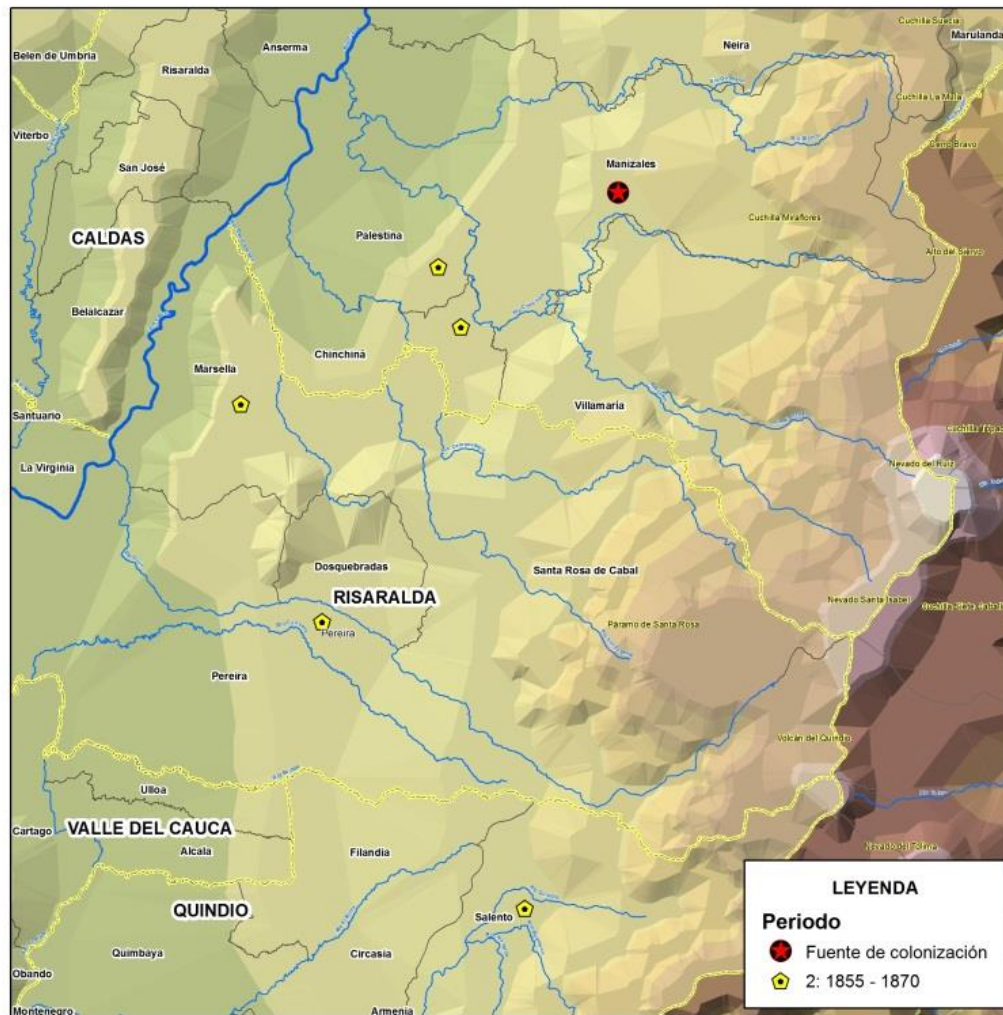 Cuchilla Suecia
Marulanda
Anserma
Neira
Belen de Umbria
Risaralda
Cuchilla La Mula
Viterbo
Cerro Bravo
San José
Manizales
Cuchilla Miraflores
CALDAS
Palestina
Alto del Siervo
Belalcazar
Chinchiná
Marsella
Villamaría
Santuario
La Virginia
Nevado del Ruiz
Dosquebradas
Santa Rosa de Cabal
RISARALDA
Nevado Santa Isabel
Páramo de Santa Rosa
Pereira
Pereira
Volcán del Quindío
Ulloa
Cartago
VALLE DEL CAUCA
Alcala
Filandia
Nevado del Tolima
QUINDIO
Salento
Quimbaya
Circasia
Obando
Montenegro
Armenia
LEYENDA
Periodo
Fuente de colonización
2: 1855 - 1870